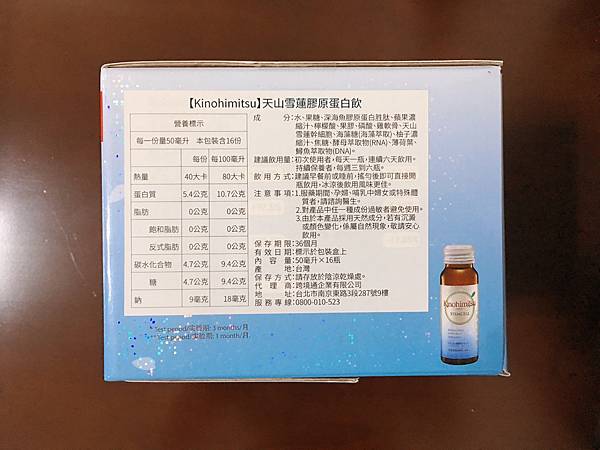 【Kinohimitsu】天山雪蓮膠原蛋白飲
營養標示
每一份量50毫升 本包裝含16份
每份 每100毫升
熱量 40大卡 80大卡
蛋白質 5.4公克 10.7公克
脂肪 0公克 0公克
飽和脂肪 0公克 0公克
反式脂肪 0公克 0公克
碳水化合物 4.7公克 9.4公克
糖 4.7公克 9.4公克
鈉 9毫克 18毫克
成分:水、果糖、深海魚膠原蛋白胜肽、蘋果濃
縮汁、檸檬酸、果膠、磷酸、雞軟骨、天山
雪蓮幹細胞、海藻糖(海藻萃取)、柚子濃
縮汁、焦糖、酵母萃取物(RNA)、薄荷葉、
鱘魚萃取物(DNA)。
建議飲用量:初次使用者,每天一瓶,連續六天飲用。
持續保養者,每週三到六瓶。
飲用方式:建議早餐前或睡前,搖勻後即可直接開
瓶飲用,冰涼後飲用風味更佳。
注意事項:1.服藥期間、孕婦、哺乳中婦女或特殊體
質者,請諮詢醫生。
2.對產品中任一種成份過敏者避免使用。
3.由於本產品採用天然成分,若有沉澱
或顏色變化,係屬自然現象,敬請安心
飲用。
保存期限:36個月
有效日期:標示於包裝盒上
內容量:50毫升×16瓶
產地:台灣
保存方式:請存放於陰涼乾燥處。
代理商:跨境通企業有限公司
地址:台北市南京東路3段287號9樓
服務專線:0800-010-523
* Test period/实验期: 3 months/月
** Test period/实验期: 1 month/月
Kinohimitsu
STEMCELL